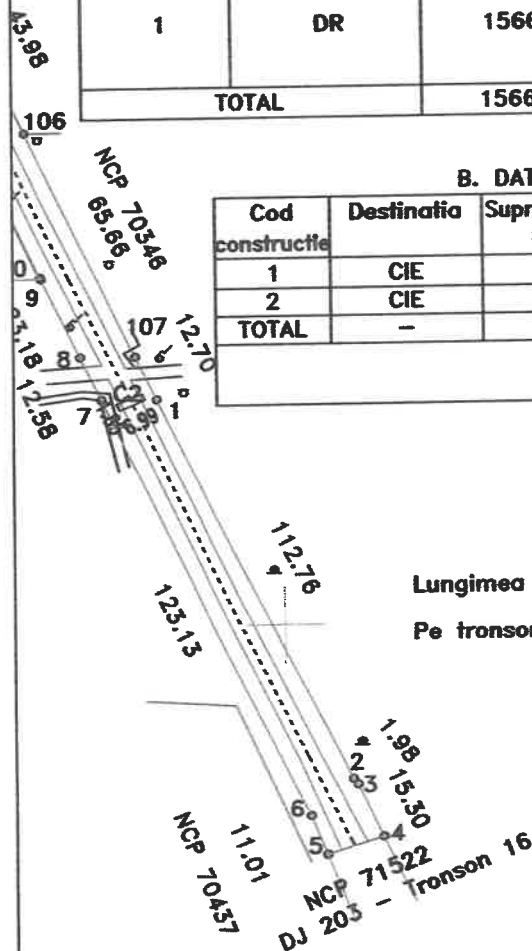 1 DR 1566
TOTAL 1566
43.98
106
NCP 70346
65.66
B. DAT
Cod constructie Destinatia Supr
1 CIE
2 CIE
TOTAL -
0
9
107
12.70
8
12.58
7
C2
1
112.76
Lungimea
Pe tronson
123.13
1.98
2
3
15.30
6
4
5
11.01
NCP 70437
NCP 71522
DJ 203 - Tronson 16